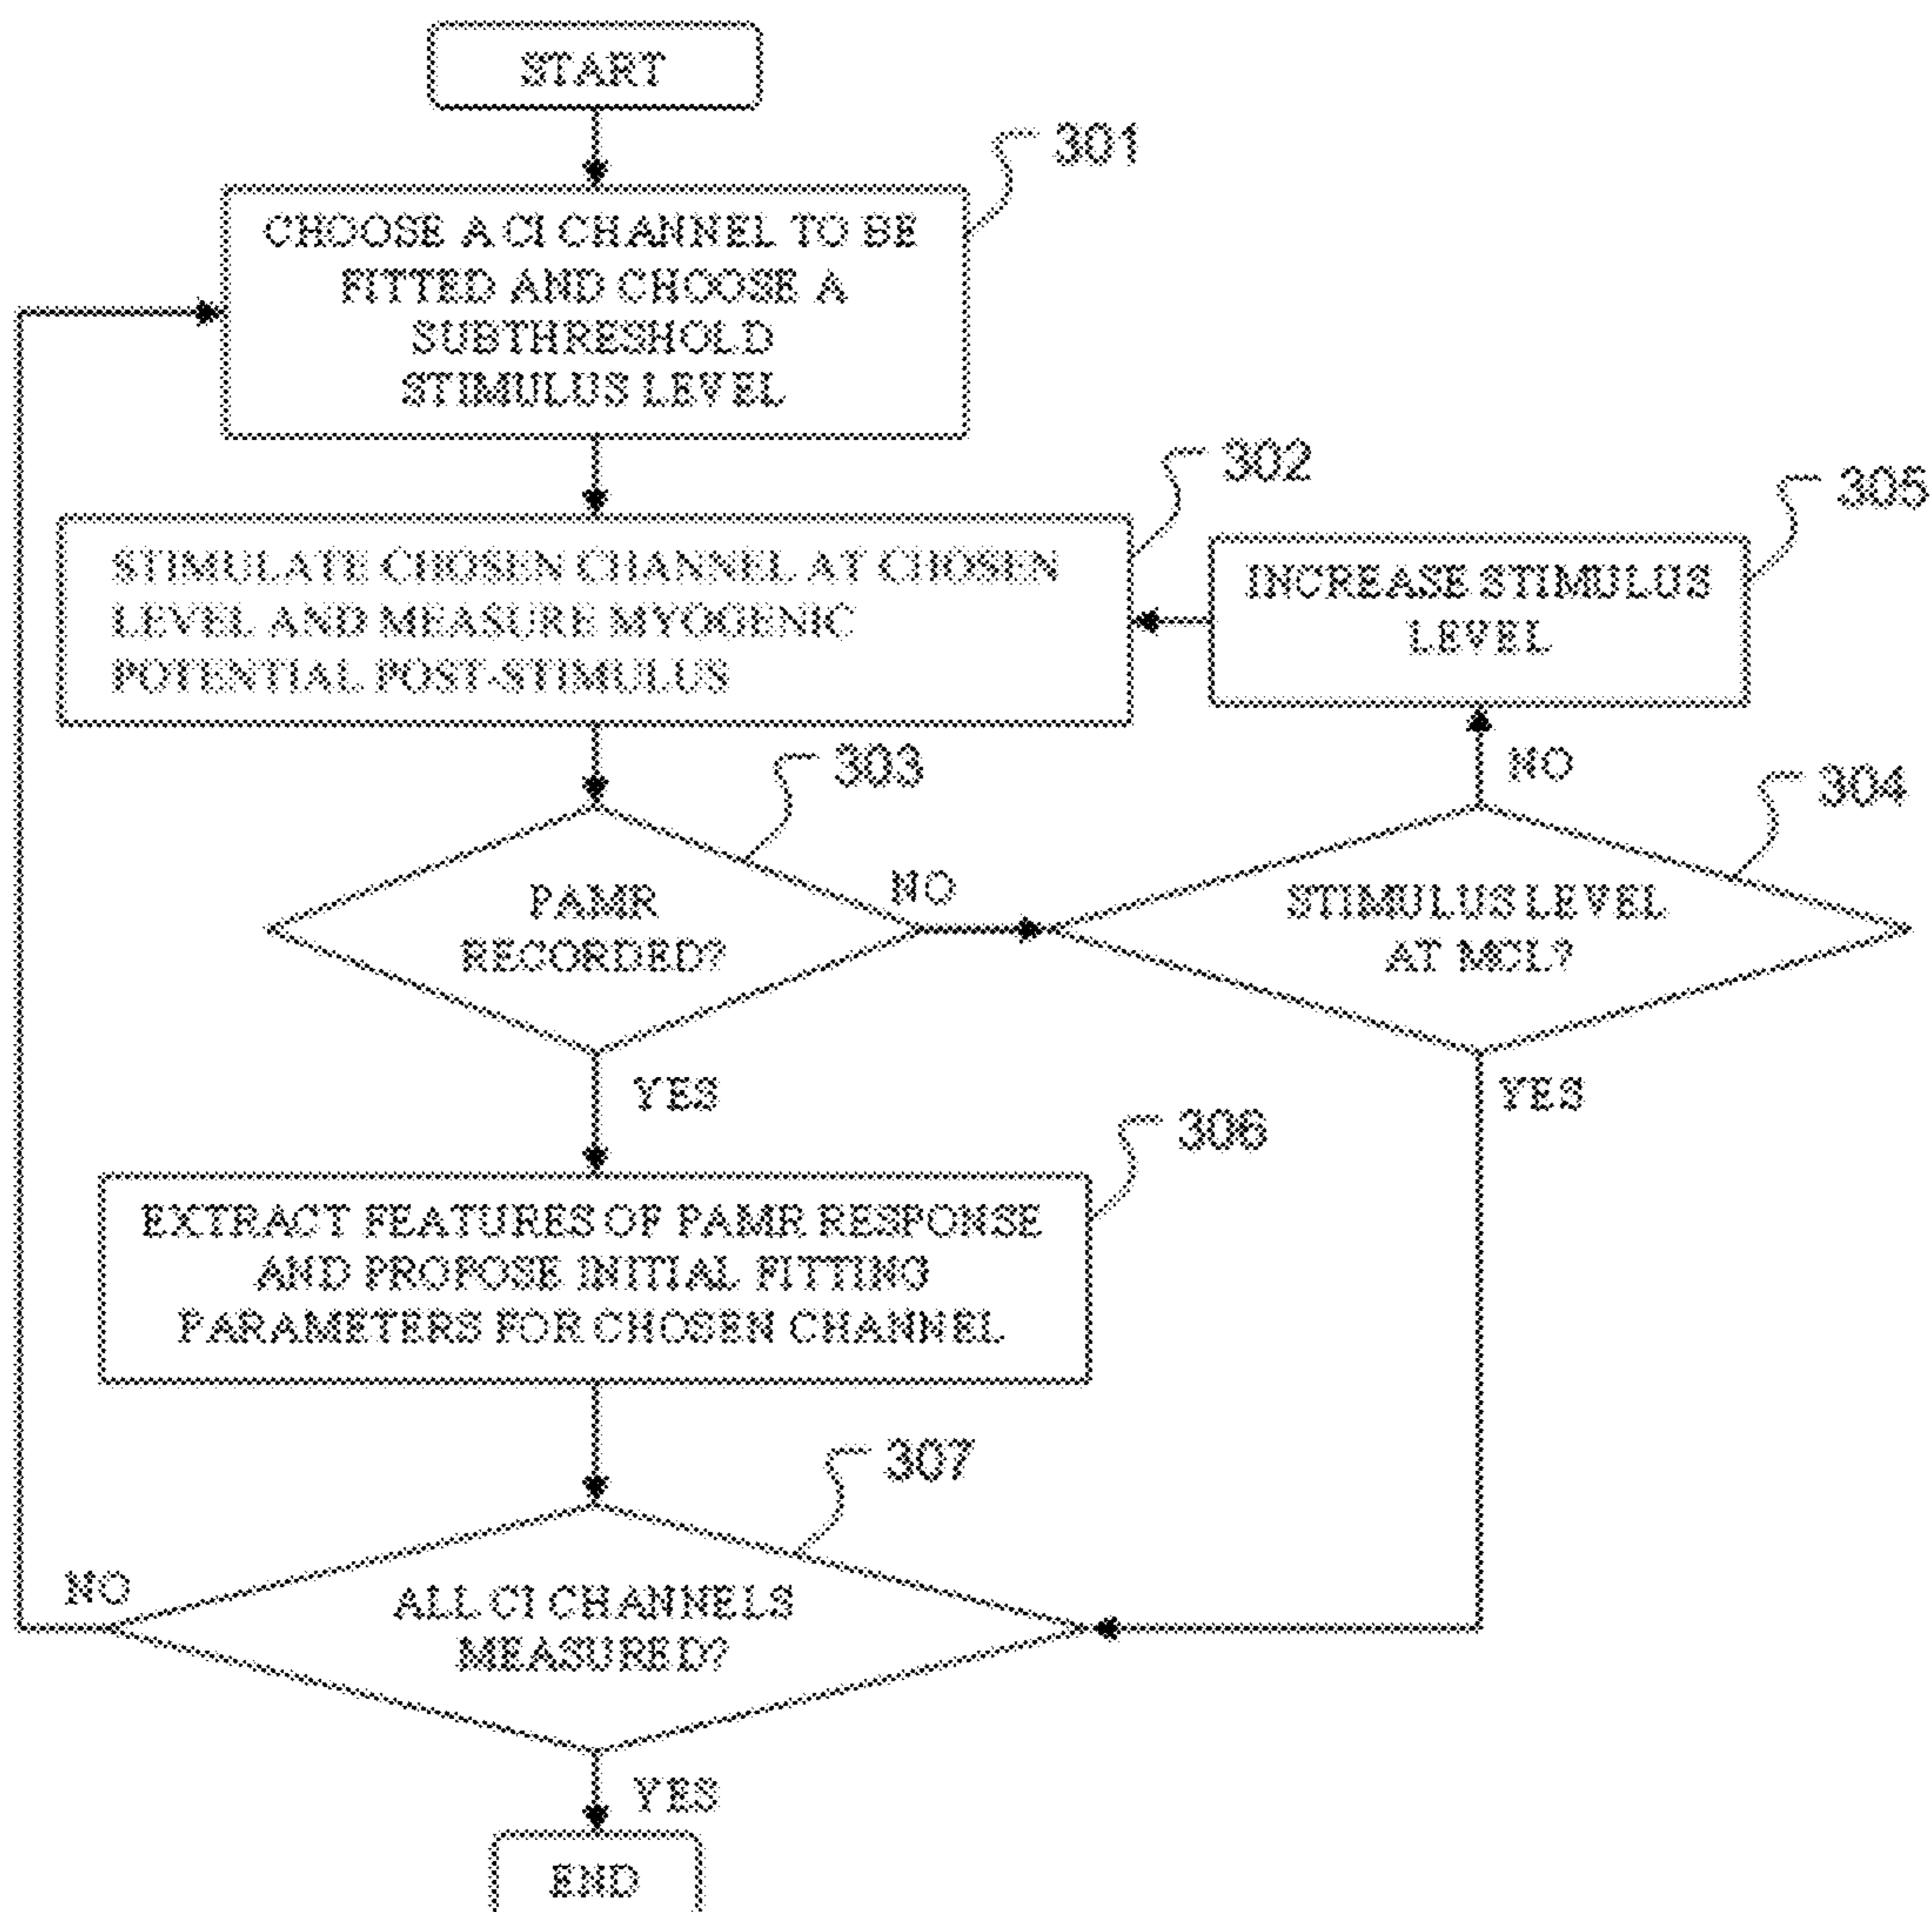 START
301
CHOOSE A CI CHANNEL TO BE
FITTED AND CHOOSE A
SUBTHRESHOLD
STIMULUS LEVEL
302
305
STIMULATE CHOSEN CHANNEL AT CHOSEN
LEVEL AND MEASURE MYOGENIC
POTENTIAL POST-STIMULUS
INCREASE STIMULUS
LEVEL
303
NO
304
PAMR
RECORDED?
NO
STIMULUS LEVEL
AT MCL?
YES
YES
306
EXTRACT FEATURES OF PAMR RESPONSE
AND PROPOSE INITIAL FITTING
PARAMETERS FOR CHOSEN CHANNEL
307
NO
ALL CI CHANNELS
MEASURED?
YES
END